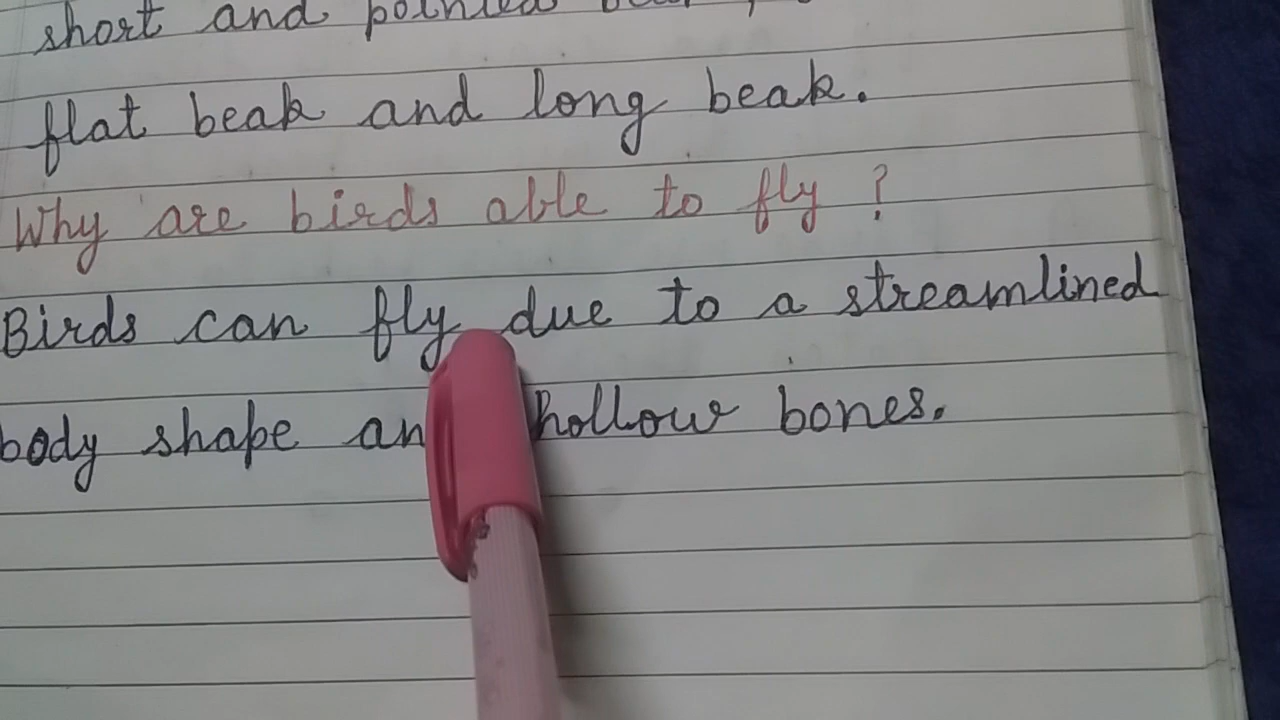 short and pointed
flat beak and long beak.
Why are birds able to fly ?
Birds can fly due to a streamlined
body shape an hollow bones.